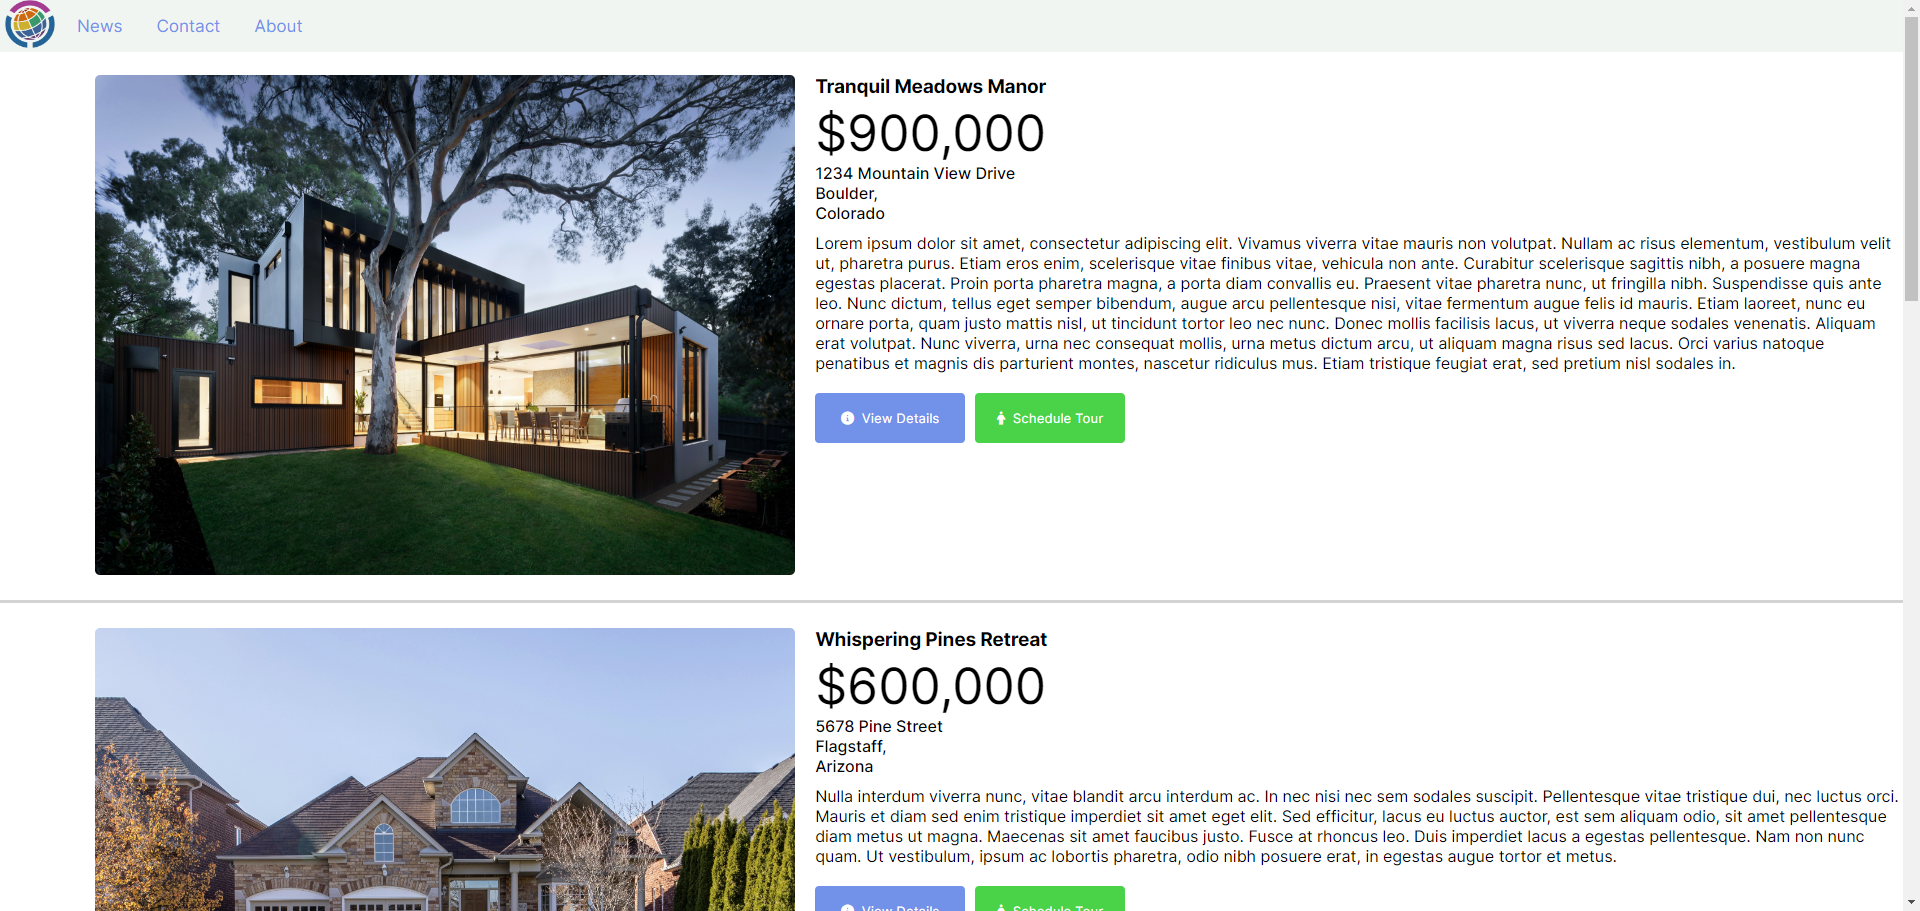 News Contact About
Tranquil Meadows Manor
$900,000
1234 Mountain View Drive
Boulder,
Colorado
Lorem ipsum dolor sit amet, consectetur adipiscing elit. Vivamus viverra vitae mauris non volutpat. Nullam ac risus elementum, vestibulum velit
ut, pharetra purus. Etiam eros enim, scelerisque vitae finibus vitae, vehicula non ante. Curabitur scelerisque sagittis nibh, a posuere magna
egestas placerat. Proin porta pharetra magna, a porta diam convallis eu. Praesent vitae pharetra nunc, ut fringilla nibh. Suspendisse quis ante
leo. Nunc dictum, tellus eget semper bibendum, augue arcu pellentesque nisi, vitae fermentum augue felis id mauris. Etiam laoreet, nunc eu
ornare porta, quam justo mattis nisl, ut tincidunt tortor leo nec nunc. Donec mollis facilisis lacus, ut viverra neque sodales venenatis. Aliquam
erat volutpat. Nunc viverra, urna nec consequat mollis, urna metus dictum arcu, ut aliquam magna risus sed lacus. Orci varius natoque
penatibus et magnis dis parturient montes, nascetur ridiculus mus. Etiam tristique feugiat erat, sed pretium nisl sodales in.
View Details Schedule Tour
Whispering Pines Retreat
$600,000
5678 Pine Street
Flagstaff,
Arizona
Nulla interdum viverra nunc, vitae blandit arcu interdum ac. In nec nisi nec sem sodales suscipit. Pellentesque vitae tristique dui, nec luctus orci.
Mauris et diam sed enim tristique imperdiet sit amet eget elit. Sed efficitur, lacus eu luctus auctor, est sem aliquam odio, sit amet pellentesque
diam metus ut magna. Maecenas sit amet faucibus justo. Fusce at rhoncus leo. Duis imperdiet lacus a egestas pellentesque. Nam non nunc
quam. Ut vestibulum, ipsum ac lobortis pharetra, odio nibh posuere erat, in egestas augue tortor et metus.
View Details Schedule Tour